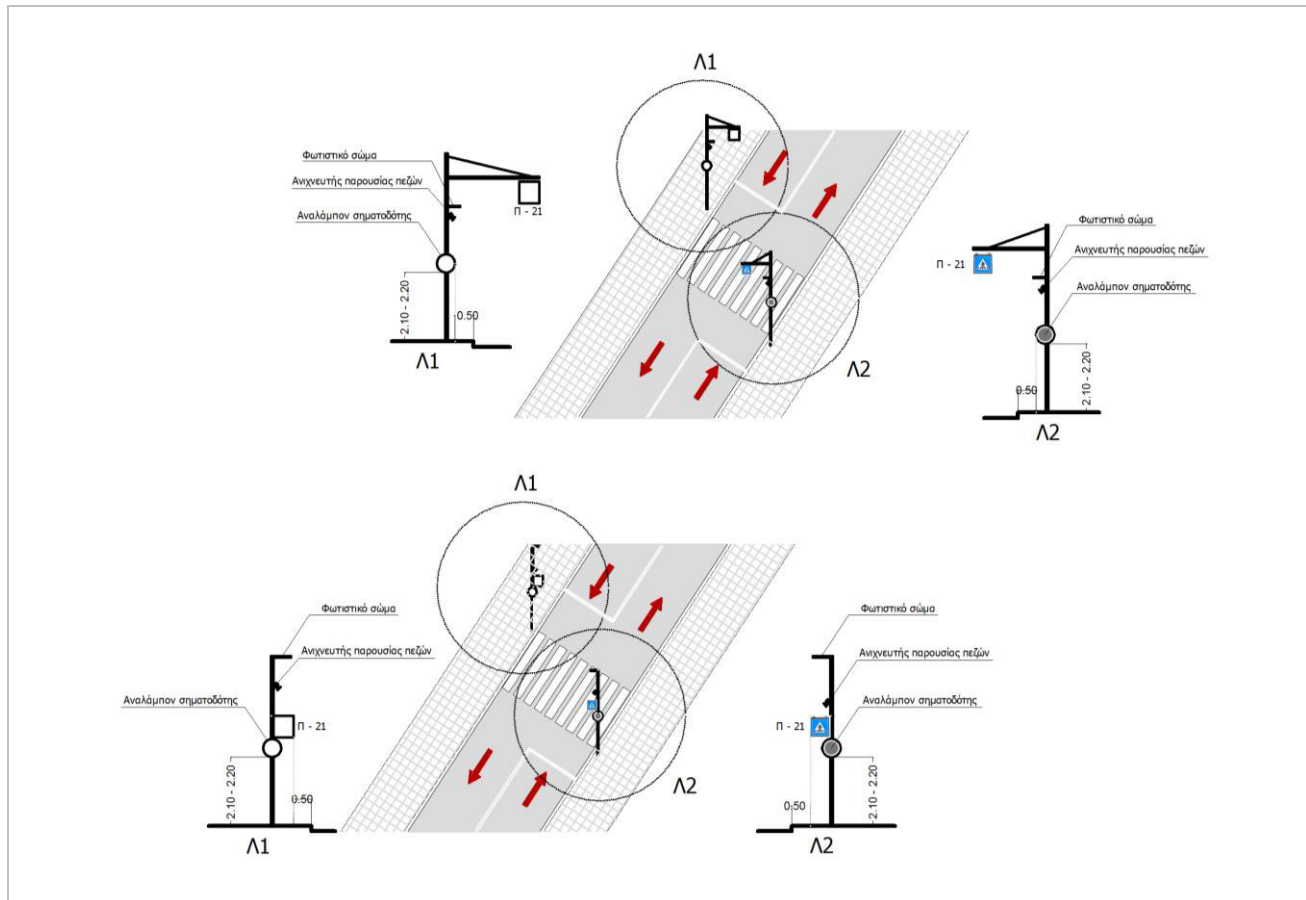 Λ1
Φωτιστικό σώμα
Ανιχνευτής παρουσίας πεζών
Αναλάμπον σηματοδότης
Π - 21
2.10 - 2.20
0.50
Λ1
Λ2
Φωτιστικό σώμα
Ανιχνευτής παρουσίας πεζών
Π - 21
Αναλάμπον σηματοδότης
0.50
2.10 - 2.20
Λ2
Λ1
Φωτιστικό σώμα
Ανιχνευτής παρουσίας πεζών
Αναλάμπον σηματοδότης
Π - 21
2.10 - 2.20
0.50
Λ1
Λ2
Φωτιστικό σώμα
Ανιχνευτής παρουσίας πεζών
Αναλάμπον σηματοδότης
Π - 21
0.50
2.10 - 2.20
Λ2